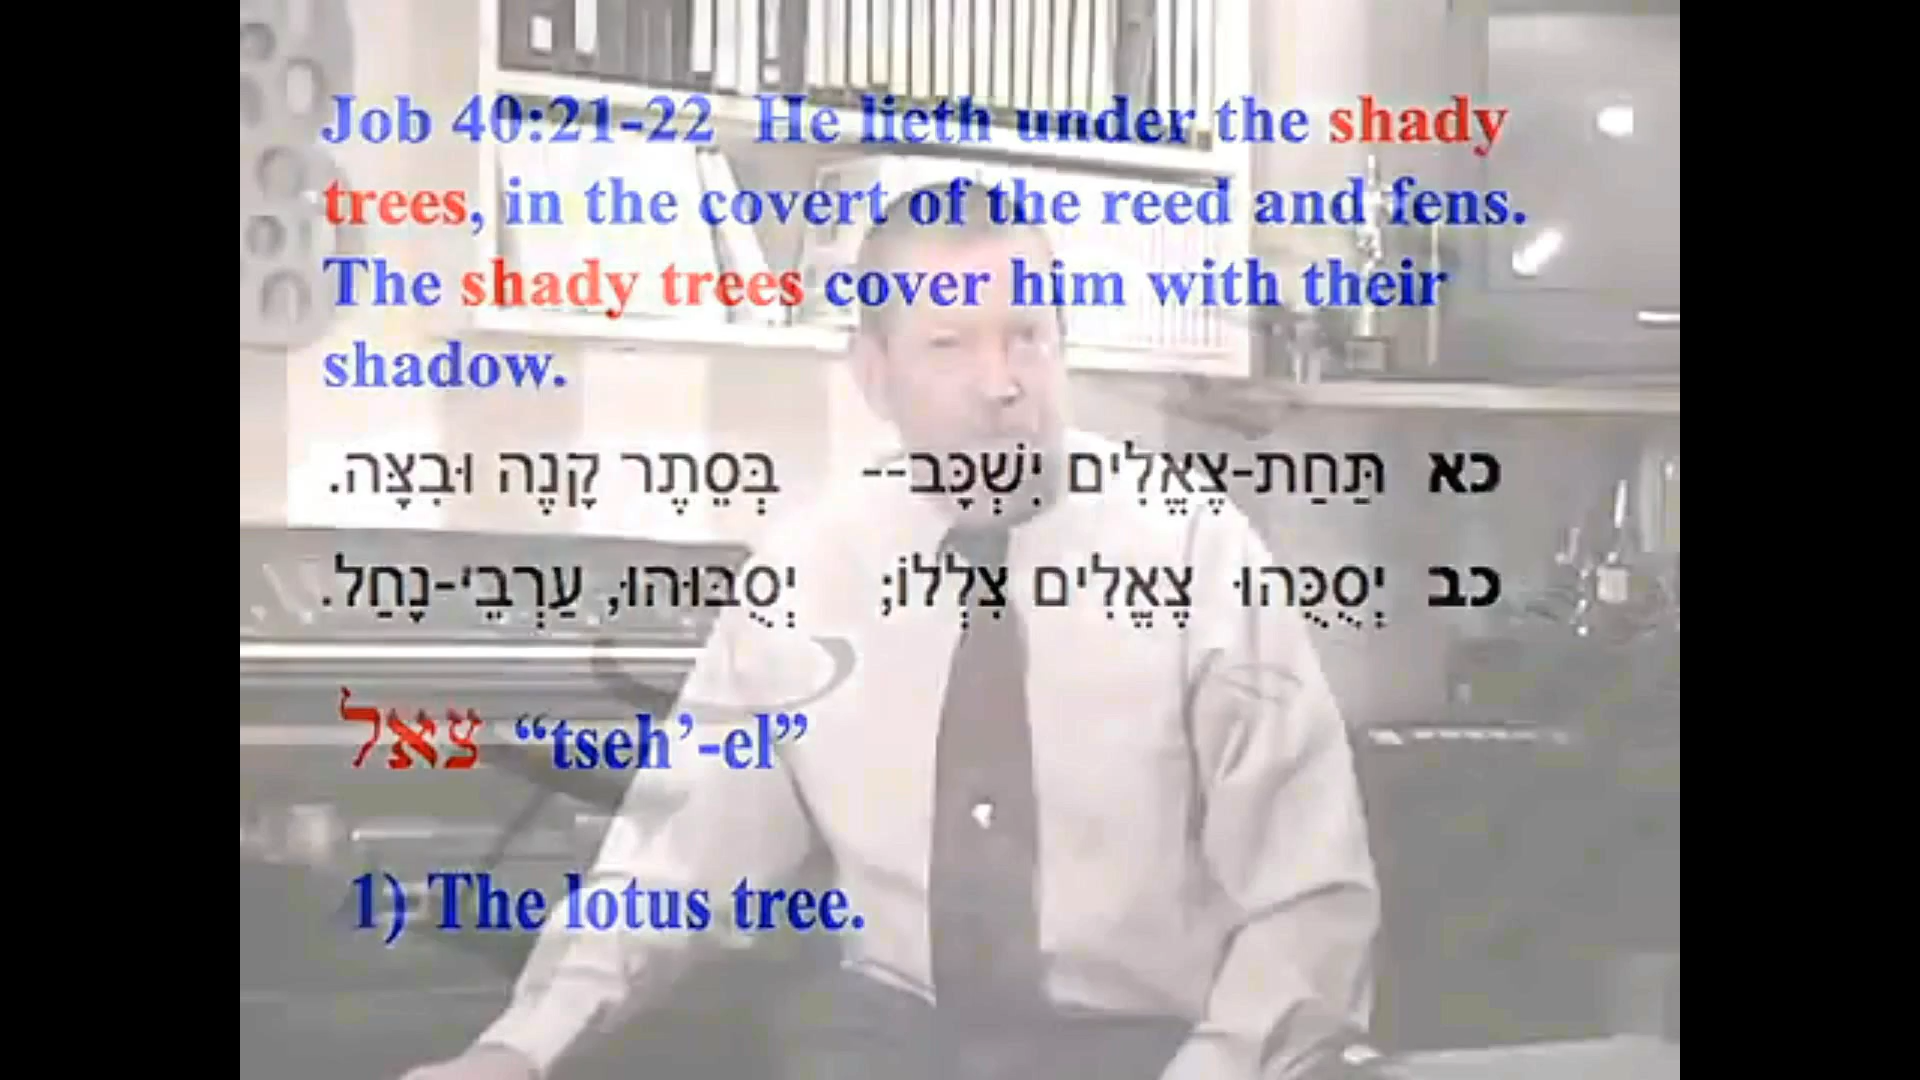 Job 40:21-22 He lieth under the shady
trees, in the covert of the reed and fens.
The shady trees cover him with their
shadow.
כא תַּחַת-צֶאֱלִים יִשְׁכָּב-- בְּסֵתֶר קָנֶה וּבִצָּה.
כב יְסֻכֻּהוּ צֶאֱלִים צִלְלוֹ; יְסֻבּוּהוּ, עַרְבֵי-נָחַל.
צאל “tseh’-el”
1) The lotus tree.